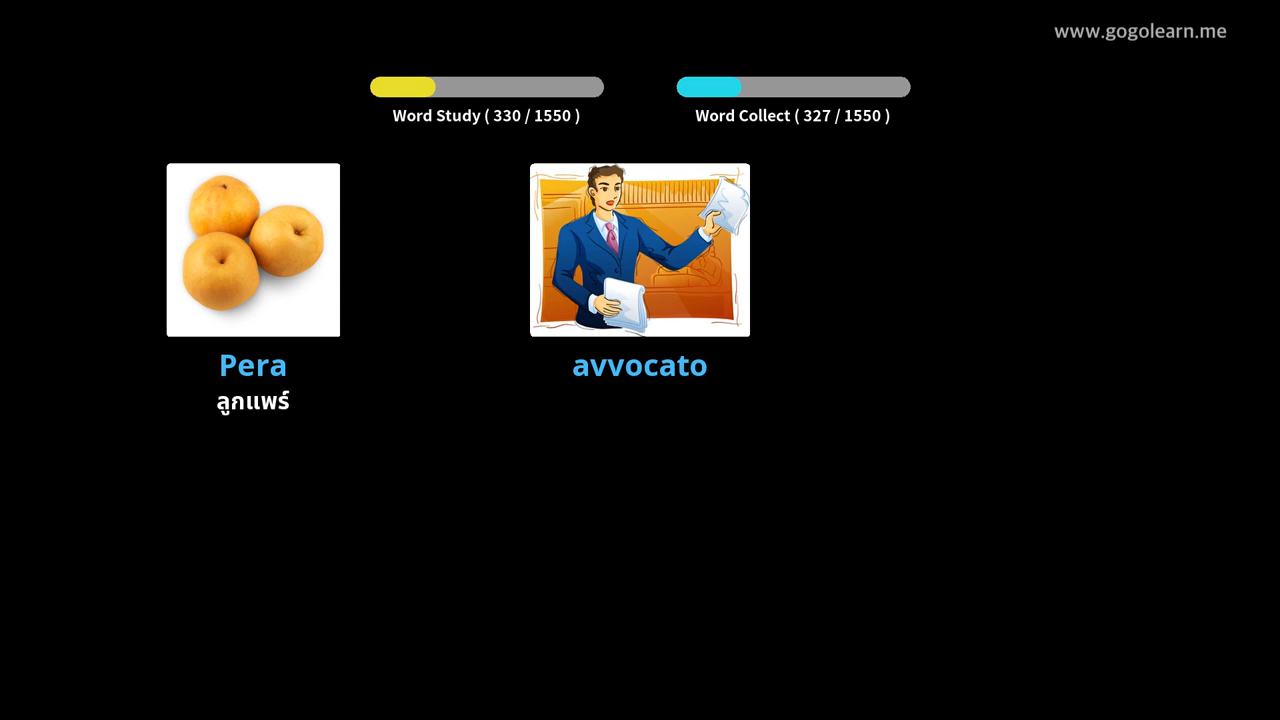 www.gogolearn.me
Word Study ( 330 / 1550 )
Word Collect ( 327 / 1550 )
Pera
ลูกแพร์
avvocato